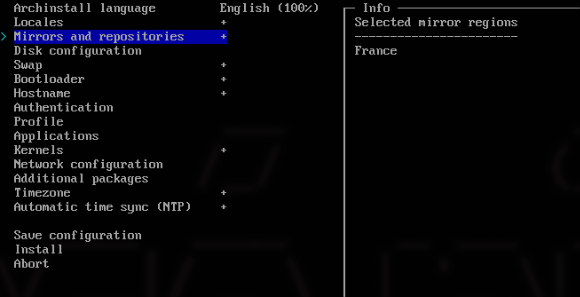 Archinstall language English (100%)
Locales +
> Mirrors and repositories +
Disk configuration
Swap +
Bootloader +
Hostname +
Authentication
Profile
Applications
Kernels +
Network configuration
Additional packages
Timezone +
Automatic time sync (NTP) +
Save configuration
Install
Abort
Info
Selected mirror regions
-----------------------
France